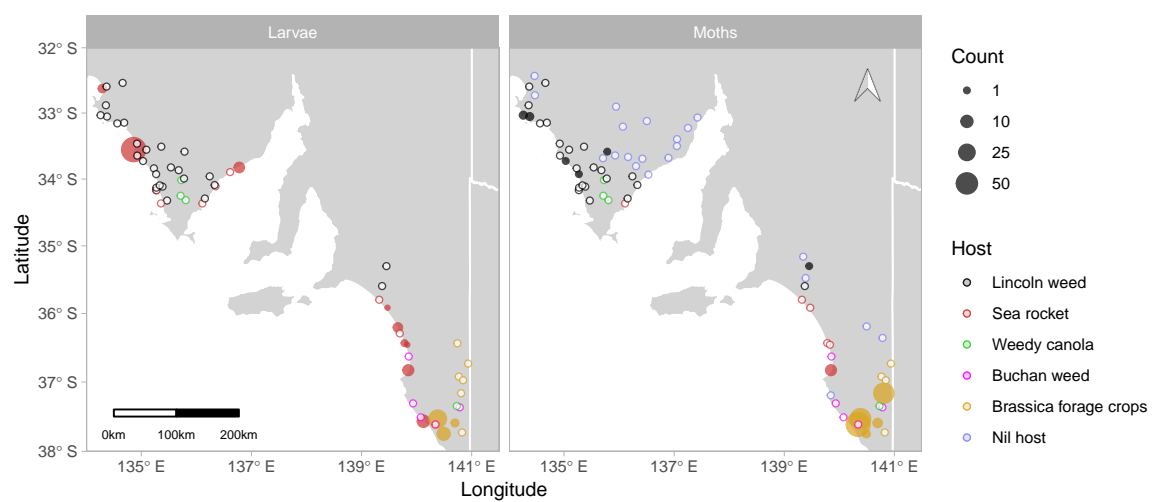 Larvae
Moths
32° S
33° S
34° S
35° S
36° S
37° S
38° S
Latitude
0km
100km
200km
135° E
137° E
139° E
141° E
135° E
137° E
139° E
141° E
Longitude
Count
1
10
25
50
Host
Lincoln weed
Sea rocket
Weedy canola
Buchan weed
Brassica forage crops
Nil host